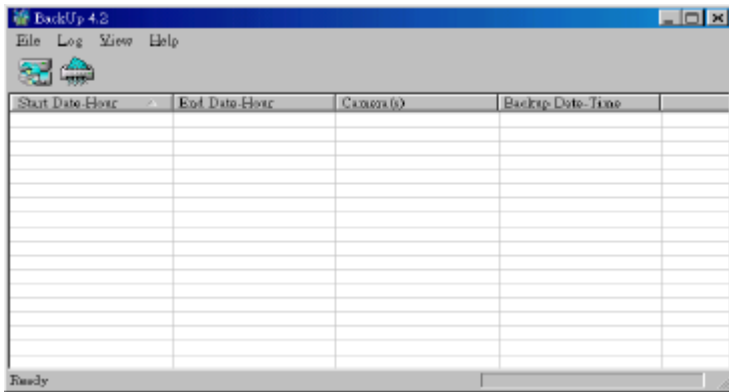 BackUp 4.2
File Log View Help
Start Date-Hour End Date-Hour Camera(s) Backup Date-Time
Ready